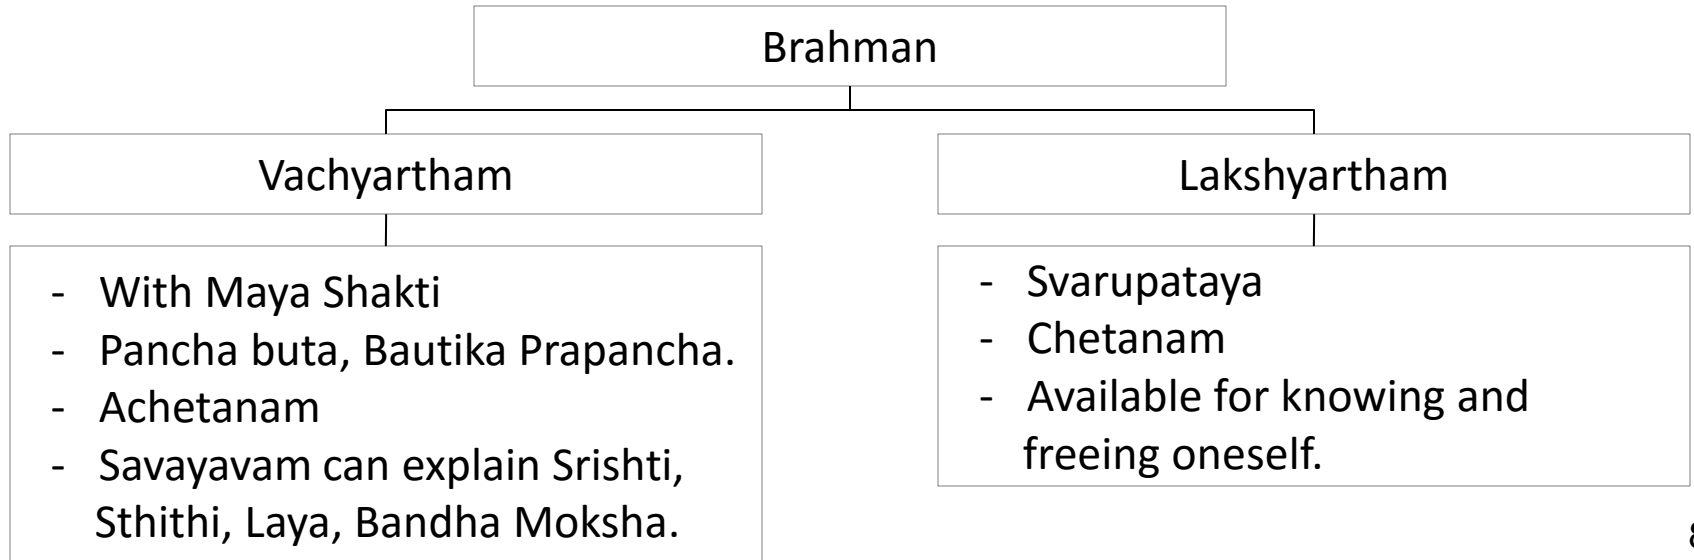 Brahman
Vachyartham
- With Maya Shakti
- Pancha buta, Bautika Prapancha.
- Achetanam
- Savayavam can explain Srishti,
Sthithi, Laya, Bandha Moksha.
Lakshyartham
- Svarupataya
- Chetanam
- Available for knowing and
freeing oneself.